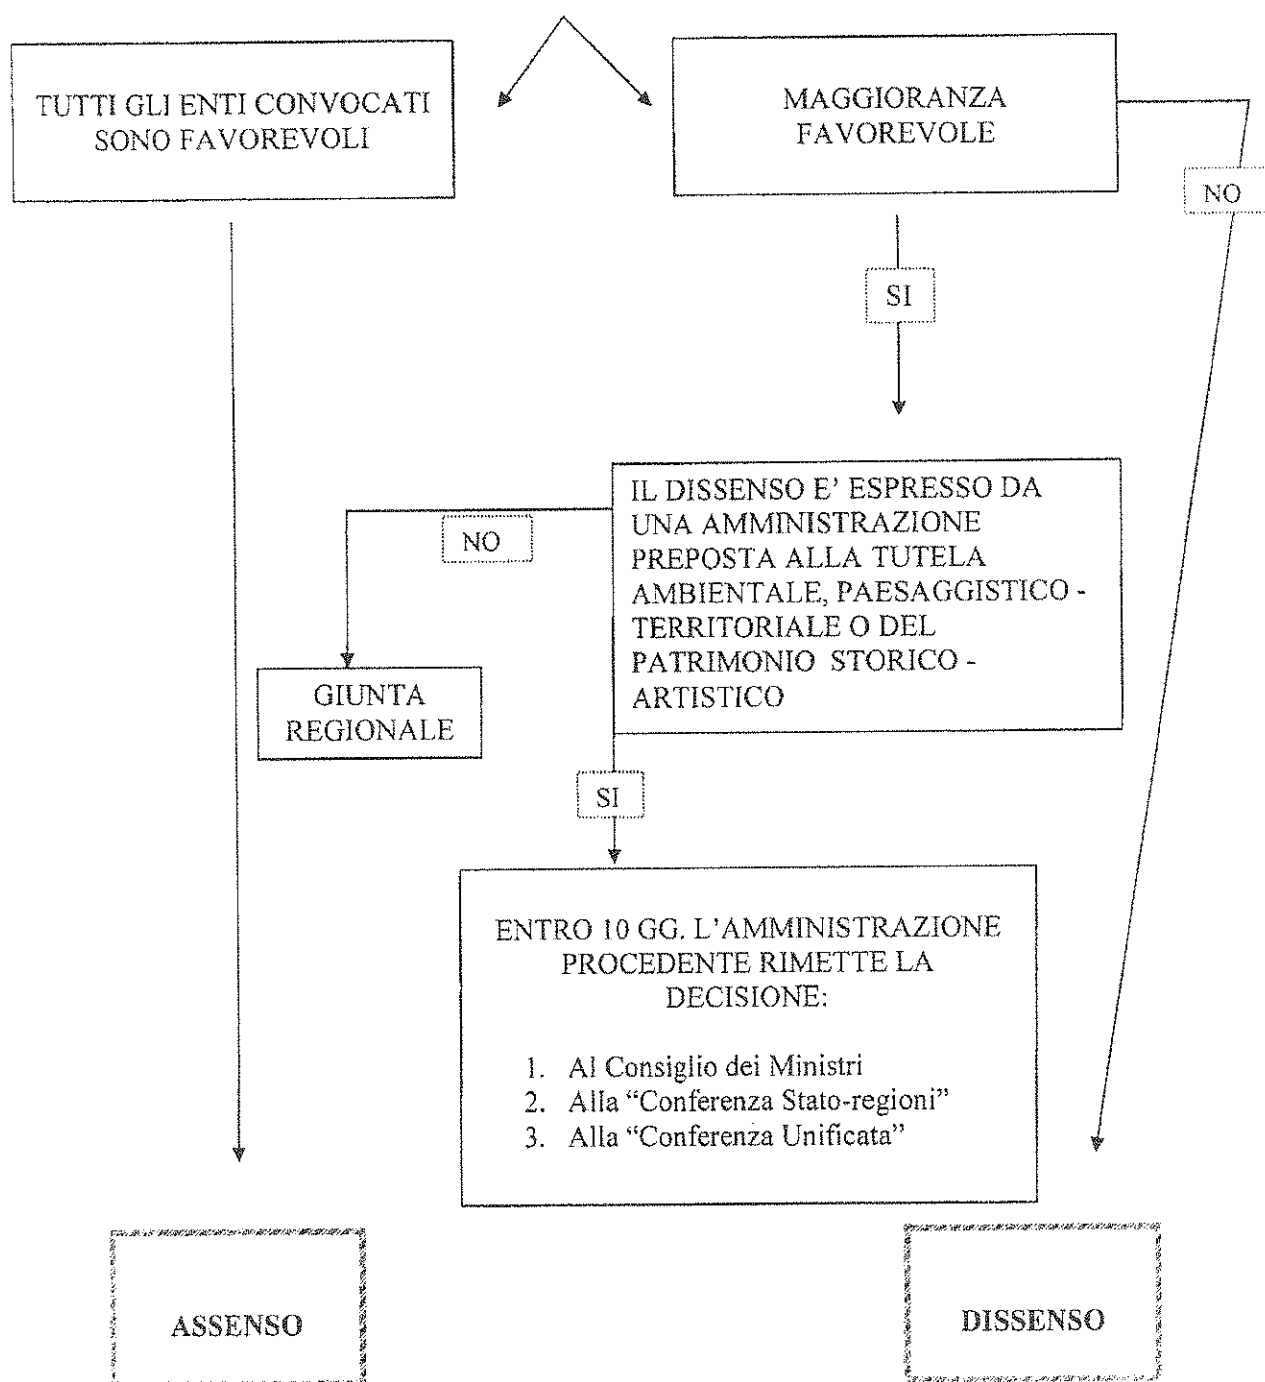 TUTTI GLI ENTI CONVOCATI
SONO FAVOREVOLI
MAGGIORANZA
FAVOREVOLE
NO
SI
IL DISSENSO E' ESPRESSO DA
UNA AMMINISTRAZIONE
PREPOSTA ALLA TUTELA
AMBIENTALE, PAESAGGISTICO -
TERRITORIALE O DEL
PATRIMONIO STORICO -
ARTISTICO
NO
GIUNTA
REGIONALE
SI
ENTRO 10 GG. L'AMMINISTRAZIONE
PROCEDENTE RIMETTE LA
DECISIONE:
1. Al Consiglio dei Ministri
2. Alla “Conferenza Stato-regioni”
3. Alla “Conferenza Unificata”
ASSENSO
DISSENSO